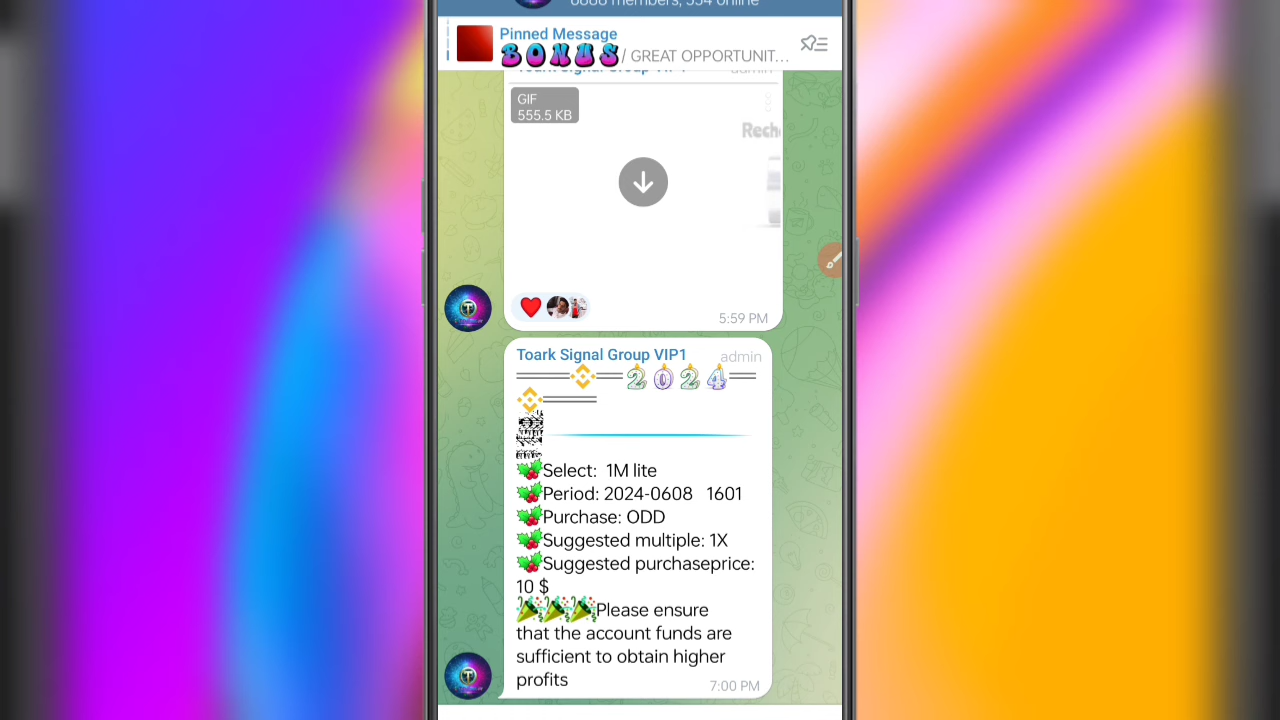 Pinned Message
BONUS / GREAT OPPORTUNIT...
admin
GIF
555.5 KB
Rech
5:59 PM
Toark Signal Group VIP1 admin
2024
Select: 1M lite
Period: 2024-0608 1601
Purchase: ODD
Suggested multiple: 1X
Suggested purchaseprice:
10 $
Please ensure
that the account funds are
sufficient to obtain higher
profits
7:00 PM